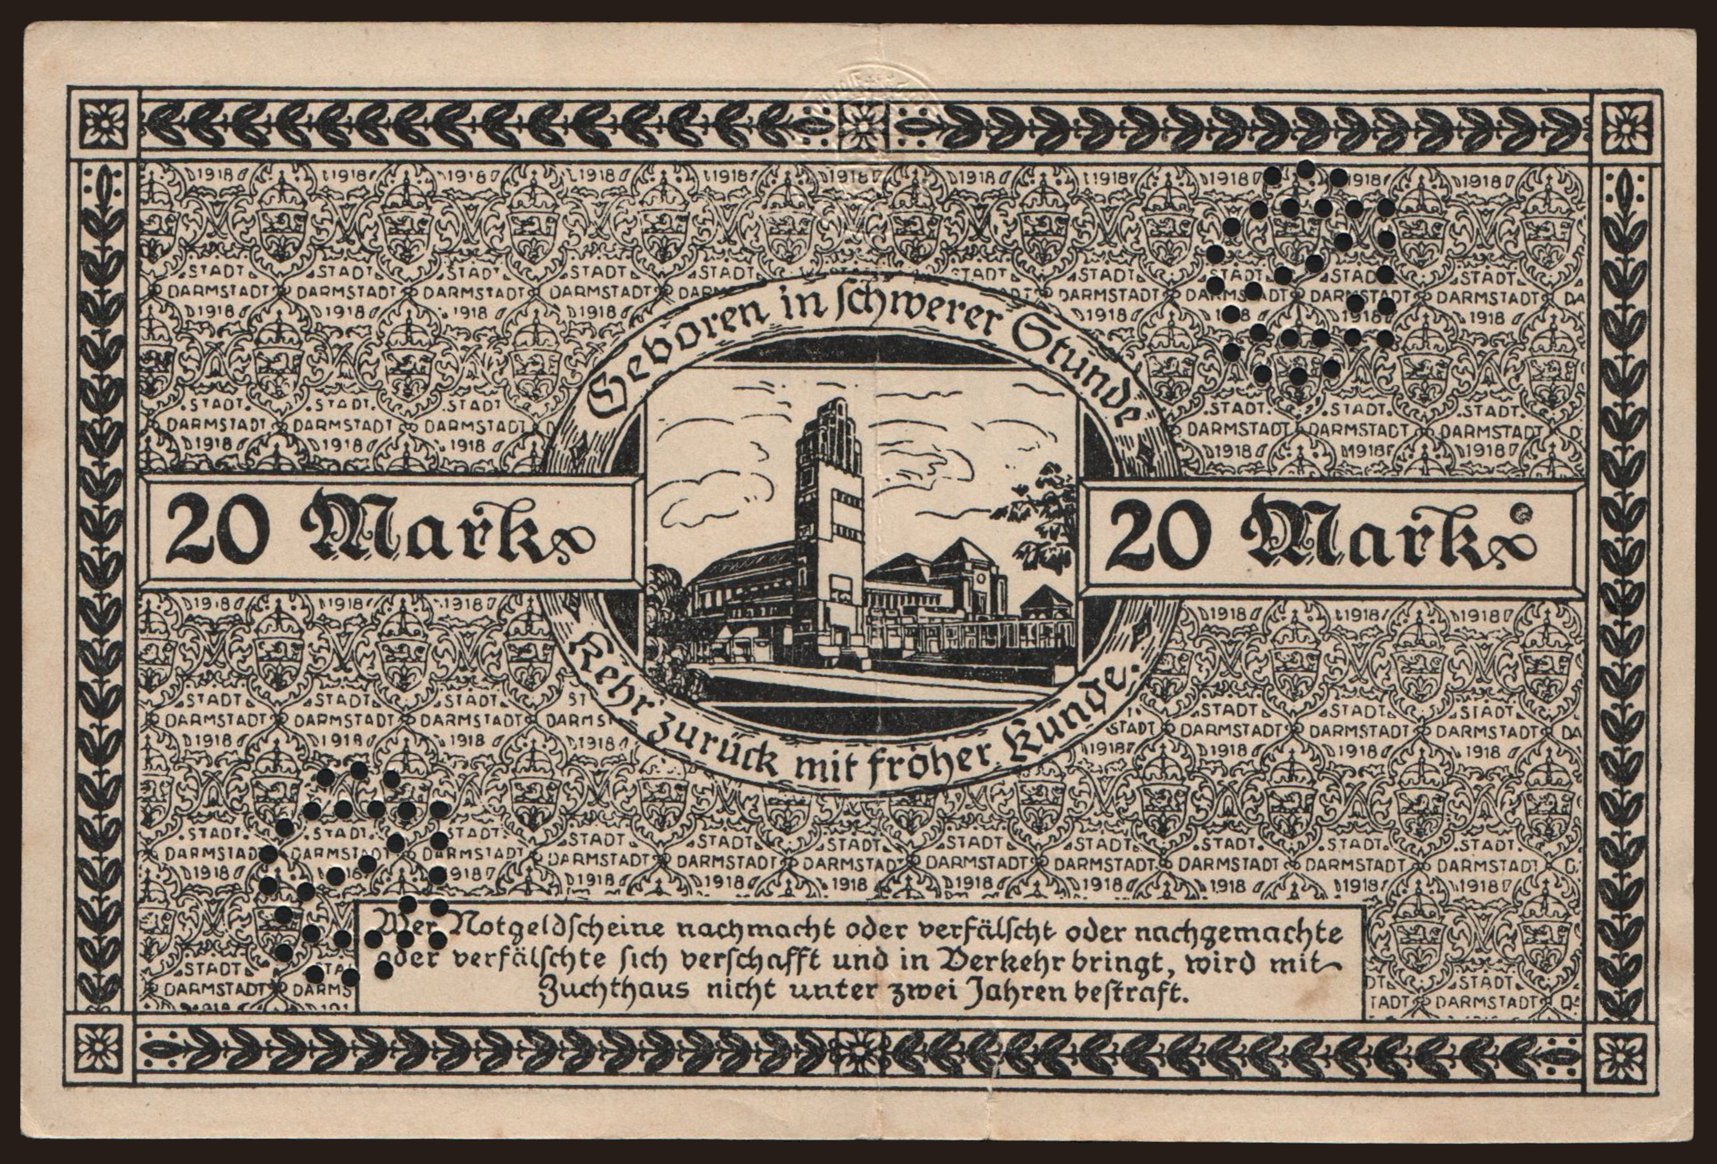 Geboren in schwerer Stunde
20 Mark
20 Mark
Kehr zurück mit froher Kunde.
Wer Notgeldscheine nachmacht oder verfälscht oder nachgemachte
oder verfälschte sich verschafft und in Verkehr bringt, wird mit
Zuchthaus nicht unter zwei Jahren bestraft.
STADT
DARMSTADT
1918